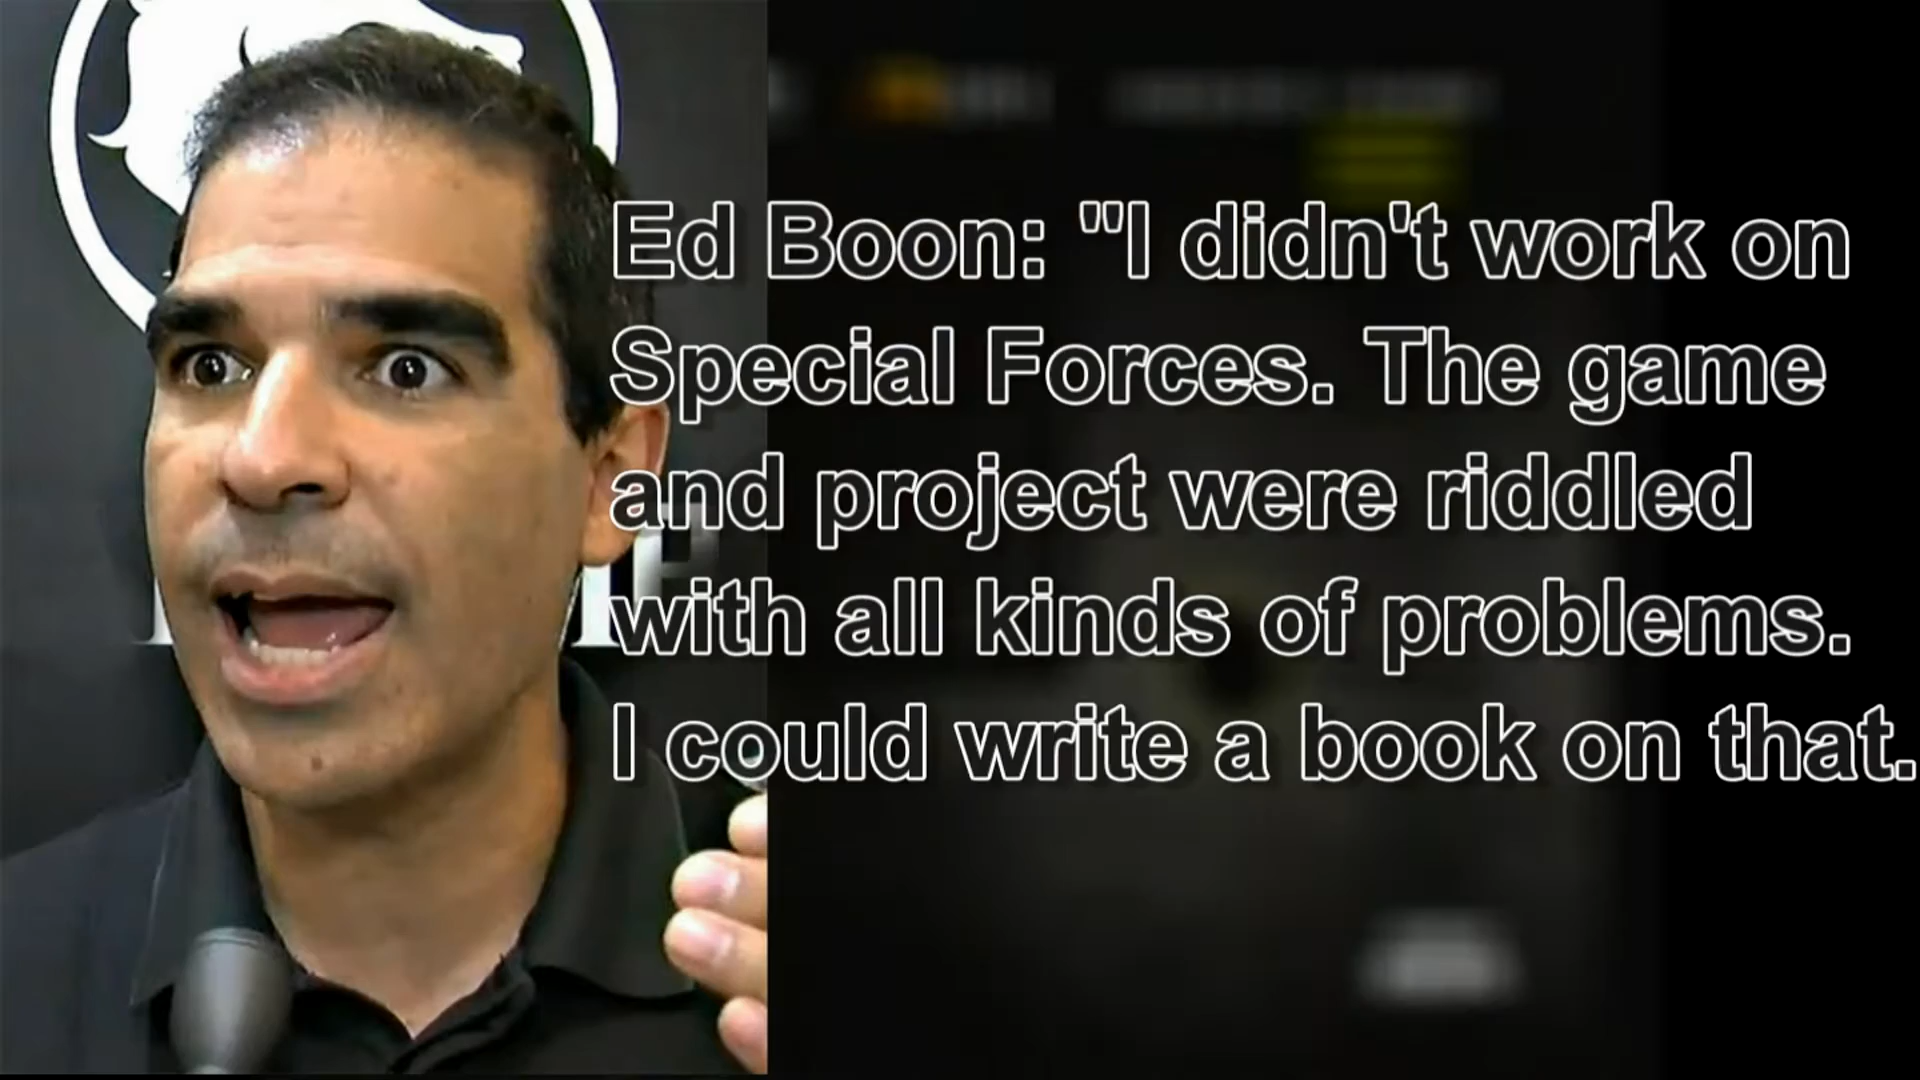 Ed Boon: "I didn't work on
Special Forces. The game
and project were riddled
with all kinds of problems.
I could write a book on that.